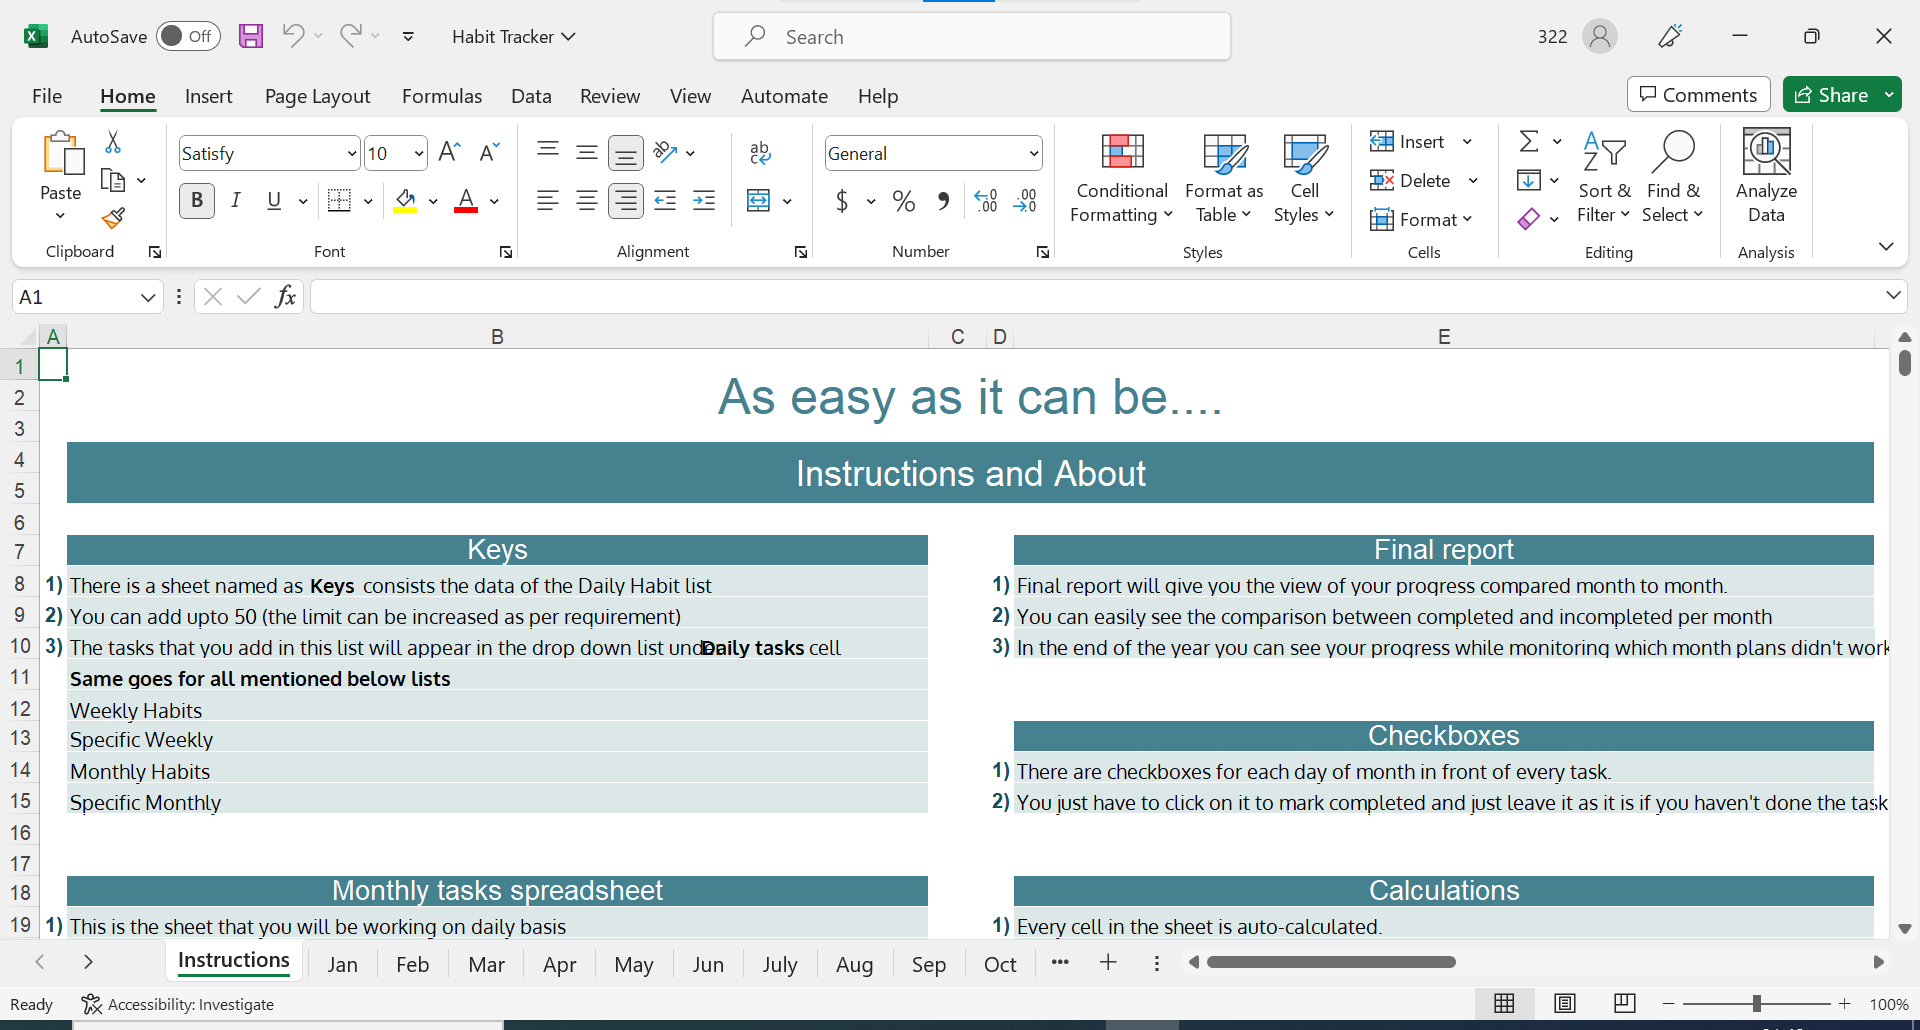 AutoSave Off Habit Tracker Search 322
File Home Insert Page Layout Formulas Data Review View Automate Help Comments Share
Paste
Satisfy 10
B I U A
ab
General
$ % .00
Conditional Formatting
Format as Table
Cell Styles
Insert
Delete
Format
Sort & Filter
Find & Select
Analyze Data
Clipboard Font Alignment Number Styles Cells Editing Analysis
A1 fx
A B C D E
1
2
3
As easy as it can be....
4
5
Instructions and About
6
7 Keys Final report
8 1) There is a sheet named as Keys consists the data of the Daily Habit list 1) Final report will give you the view of your progress compared month to month.
9 2) You can add upto 50 (the limit can be increased as per requirement) 2) You can easily see the comparison between completed and incompleted per month
10 3) The tasks that you add in this list will appear in the drop down list under Daily tasks cell 3) In the end of the year you can see your progress while monitoring which month plans didn't work
11 Same goes for all mentioned below lists
12 Weekly Habits
13 Specific Weekly Checkboxes
14 Monthly Habits 1) There are checkboxes for each day of month in front of every task.
15 Specific Monthly 2) You just have to click on it to mark completed and just leave it as it is if you haven't done the task
16
17
18 Monthly tasks spreadsheet Calculations
19 1) This is the sheet that you will be working on daily basis 1) Every cell in the sheet is auto-calculated.
Instructions Jan Feb Mar Apr May Jun July Aug Sep Oct
Ready Accessibility: Investigate 100%